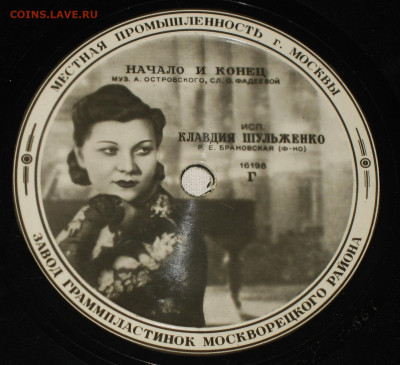 COINS.LAVE.RU
МЕСТНАЯ ПРОМЫШЛЕННОСТЬ г. МОСКВЫ
НАЧАЛО И КОНЕЦ
МУЗ. А. ОСТРОВСКОГО, СЛ. О. ФАДЕЕВОЙ
ИСП.
КЛАВДИЯ ШУЛЬЖЕНКО
Р. Е. БРАНОВСКАЯ (Ф-НО)
16198
Г
ЗАВОД ГРАММПЛАСТИНОК МОСКВОРЕЦКОГО РАЙОНА